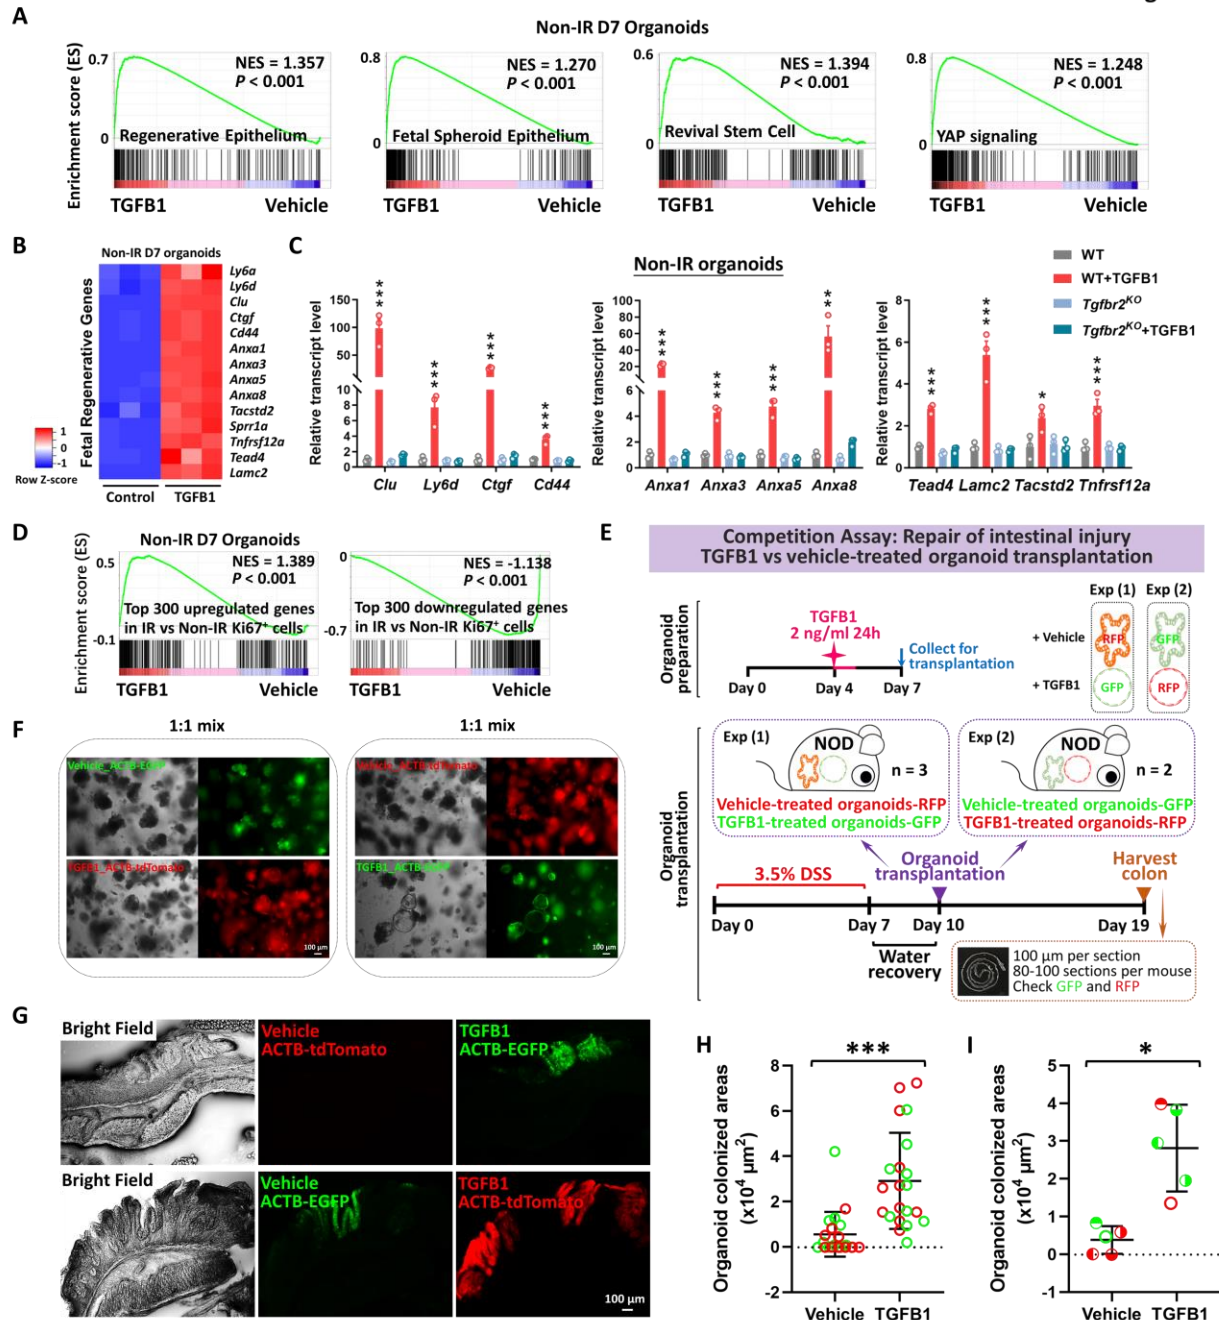 A
Non-IR D7 Organoids
Enrichment score (ES)
0.7
0
NES = 1.357
P < 0.001
Regenerative Epithelium
TGFB1 Vehicle
0.8
0
NES = 1.270
P < 0.001
Fetal Spheroid Epithelium
TGFB1 Vehicle
0.6
0
NES = 1.394
P < 0.001
Revival Stem Cell
TGFB1 Vehicle
0.8
0
NES = 1.248
P < 0.001
YAP signaling
TGFB1 Vehicle
B
Non-IR D7 organoids
Fetal Regenerative Genes
Ly6a
Ly6d
Clu
Ctgf
Cd44
Anxa1
Anxa3
Anxa5
Anxa8
Tacstd2
Sprr1a
Tnfrsf12a
Tead4
Lamc2
1
0
-1
Row Z-score
Control TGFB1
C
Non-IR organoids
WT
WT+TGFB1
Tgfbr2KO
Tgfbr2KO+TGFB1
Relative transcript level
150
100
50
10
8
6
4
2
0
***
***
***
***
Clu Ly6d Ctgf Cd44
Relative transcript level
100
80
60
40
20
6
4
2
0
***
***
***
**
Anxa1 Anxa3 Anxa5 Anxa8
Relative transcript level
8
6
4
2
0
***
***
*
***
Tead4 Lamc2 Tacstd2 Tnfrsf12a
D
Non-IR D7 Organoids
Enrichment score (ES)
0.5
-0.1
NES = 1.389
P < 0.001
Top 300 upregulated genes
in IR vs Non-IR Ki67+ cells
TGFB1 Vehicle
0
-0.7
NES = -1.138
P < 0.001
Top 300 downregulated genes
in IR vs Non-IR Ki67+ cells
TGFB1 Vehicle
E
Competition Assay: Repair of intestinal injury
TGFB1 vs vehicle-treated organoid transplantation
Organoid
preparation
TGFB1
2 ng/ml 24h
Collect for
transplantation
Day 0 Day 4 Day 7
Exp (1) Exp (2)
+ Vehicle RFP GFP
+ TGFB1 GFP RFP
Organoid
transplantation
Exp (1)
NOD
n = 3
Vehicle-treated organoids-RFP
TGFB1-treated organoids-GFP
Exp (2)
NOD
n = 2
Vehicle-treated organoids-GFP
TGFB1-treated organoids-RFP
Organoid
transplantation
Harvest
colon
3.5% DSS
Day 0 Day 7 Day 10 Day 19
Water
recovery
100 µm per section
80-100 sections per mouse
Check GFP and RFP
F
1:1 mix
Vehicle_ACTB-EGFP
TGFB1_ACTB-tdTomato
100 µm
1:1 mix
Vehicle_ACTB-tdTomato
TGFB1_ACTB-EGFP
100 µm
G
Bright Field
Vehicle
ACTB-tdTomato
TGFB1
ACTB-EGFP
Bright Field
Vehicle
ACTB-EGFP
TGFB1
ACTB-tdTomato
100 µm
H
Organoid colonized areas
(x10⁴ µm²)
8
6
4
2
0
-2
***
Vehicle TGFB1
I
Organoid colonized areas
(x10⁴ µm²)
5
4
3
2
1
0
-1
*
Vehicle TGFB1